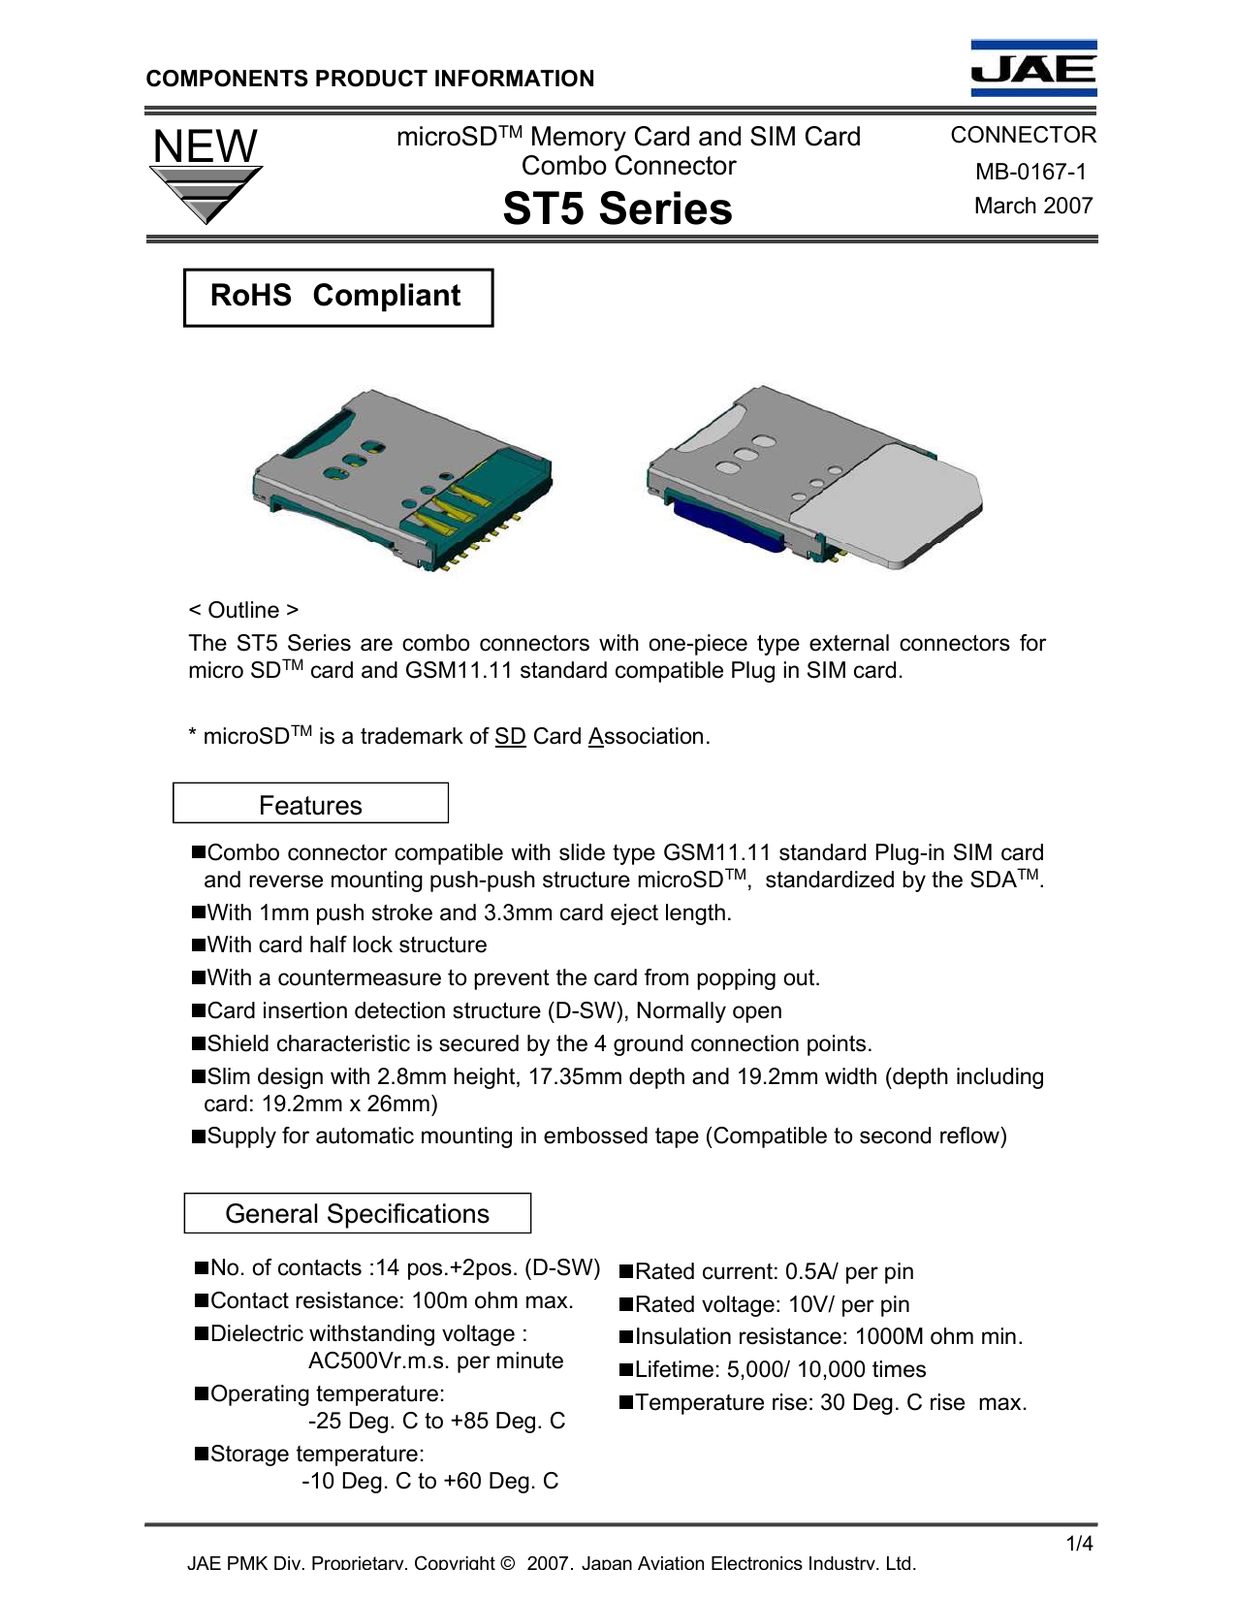 COMPONENTS PRODUCT INFORMATION
JAE
NEW
microSD™ Memory Card and SIM Card
Combo Connector
ST5 Series
CONNECTOR
MB-0167-1
March 2007
RoHS Compliant
< Outline >
The ST5 Series are combo connectors with one-piece type external connectors for
micro SD™ card and GSM11.11 standard compatible Plug in SIM card.
* microSD™ is a trademark of SD Card Association.
Features
■Combo connector compatible with slide type GSM11.11 standard Plug-in SIM card
and reverse mounting push-push structure microSD™, standardized by the SDA™.
■With 1mm push stroke and 3.3mm card eject length.
■With card half lock structure
■With a countermeasure to prevent the card from popping out.
■Card insertion detection structure (D-SW), Normally open
■Shield characteristic is secured by the 4 ground connection points.
■Slim design with 2.8mm height, 17.35mm depth and 19.2mm width (depth including
card: 19.2mm x 26mm)
■Supply for automatic mounting in embossed tape (Compatible to second reflow)
General Specifications
■No. of contacts :14 pos.+2pos. (D-SW)
■Contact resistance: 100m ohm max.
■Dielectric withstanding voltage :
AC500Vr.m.s. per minute
■Operating temperature:
-25 Deg. C to +85 Deg. C
■Storage temperature:
-10 Deg. C to +60 Deg. C
■Rated current: 0.5A/ per pin
■Rated voltage: 10V/ per pin
■Insulation resistance: 1000M ohm min.
■Lifetime: 5,000/ 10,000 times
■Temperature rise: 30 Deg. C rise max.
1/4
JAE PMK Div. Proprietary. Copyright © 2007, Japan Aviation Electronics Industry, Ltd.